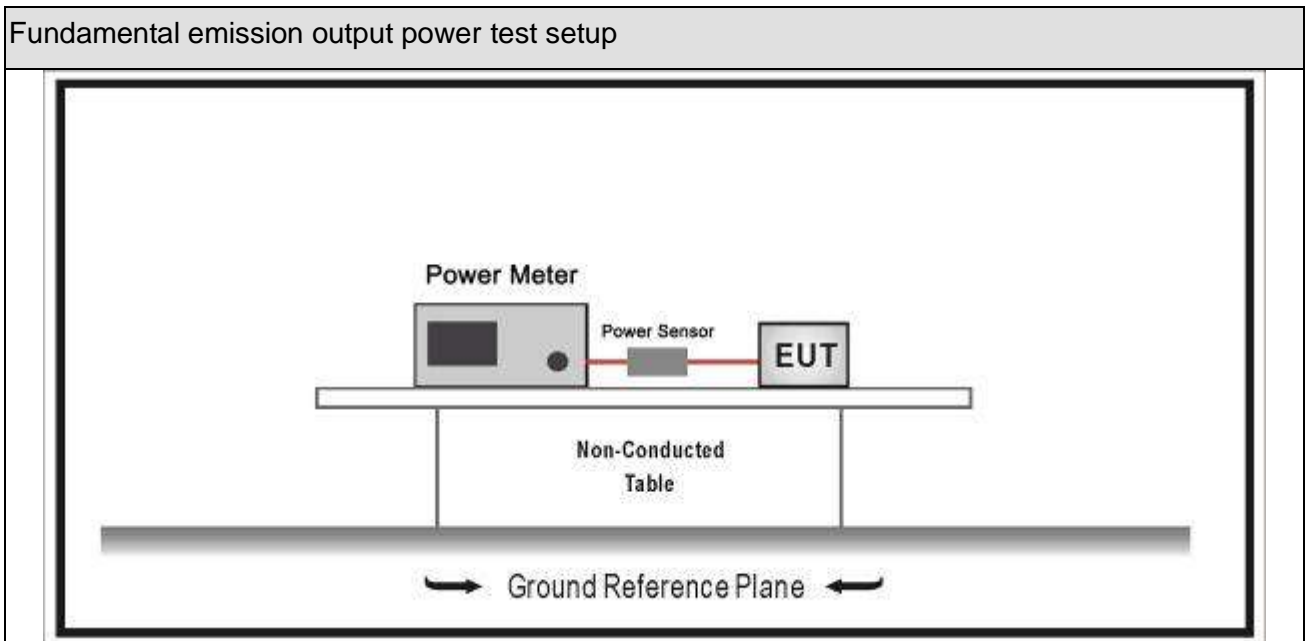 Fundamental emission output power test setup
Power Meter
Power Sensor
EUT
Non-Conducted
Table
Ground Reference Plane